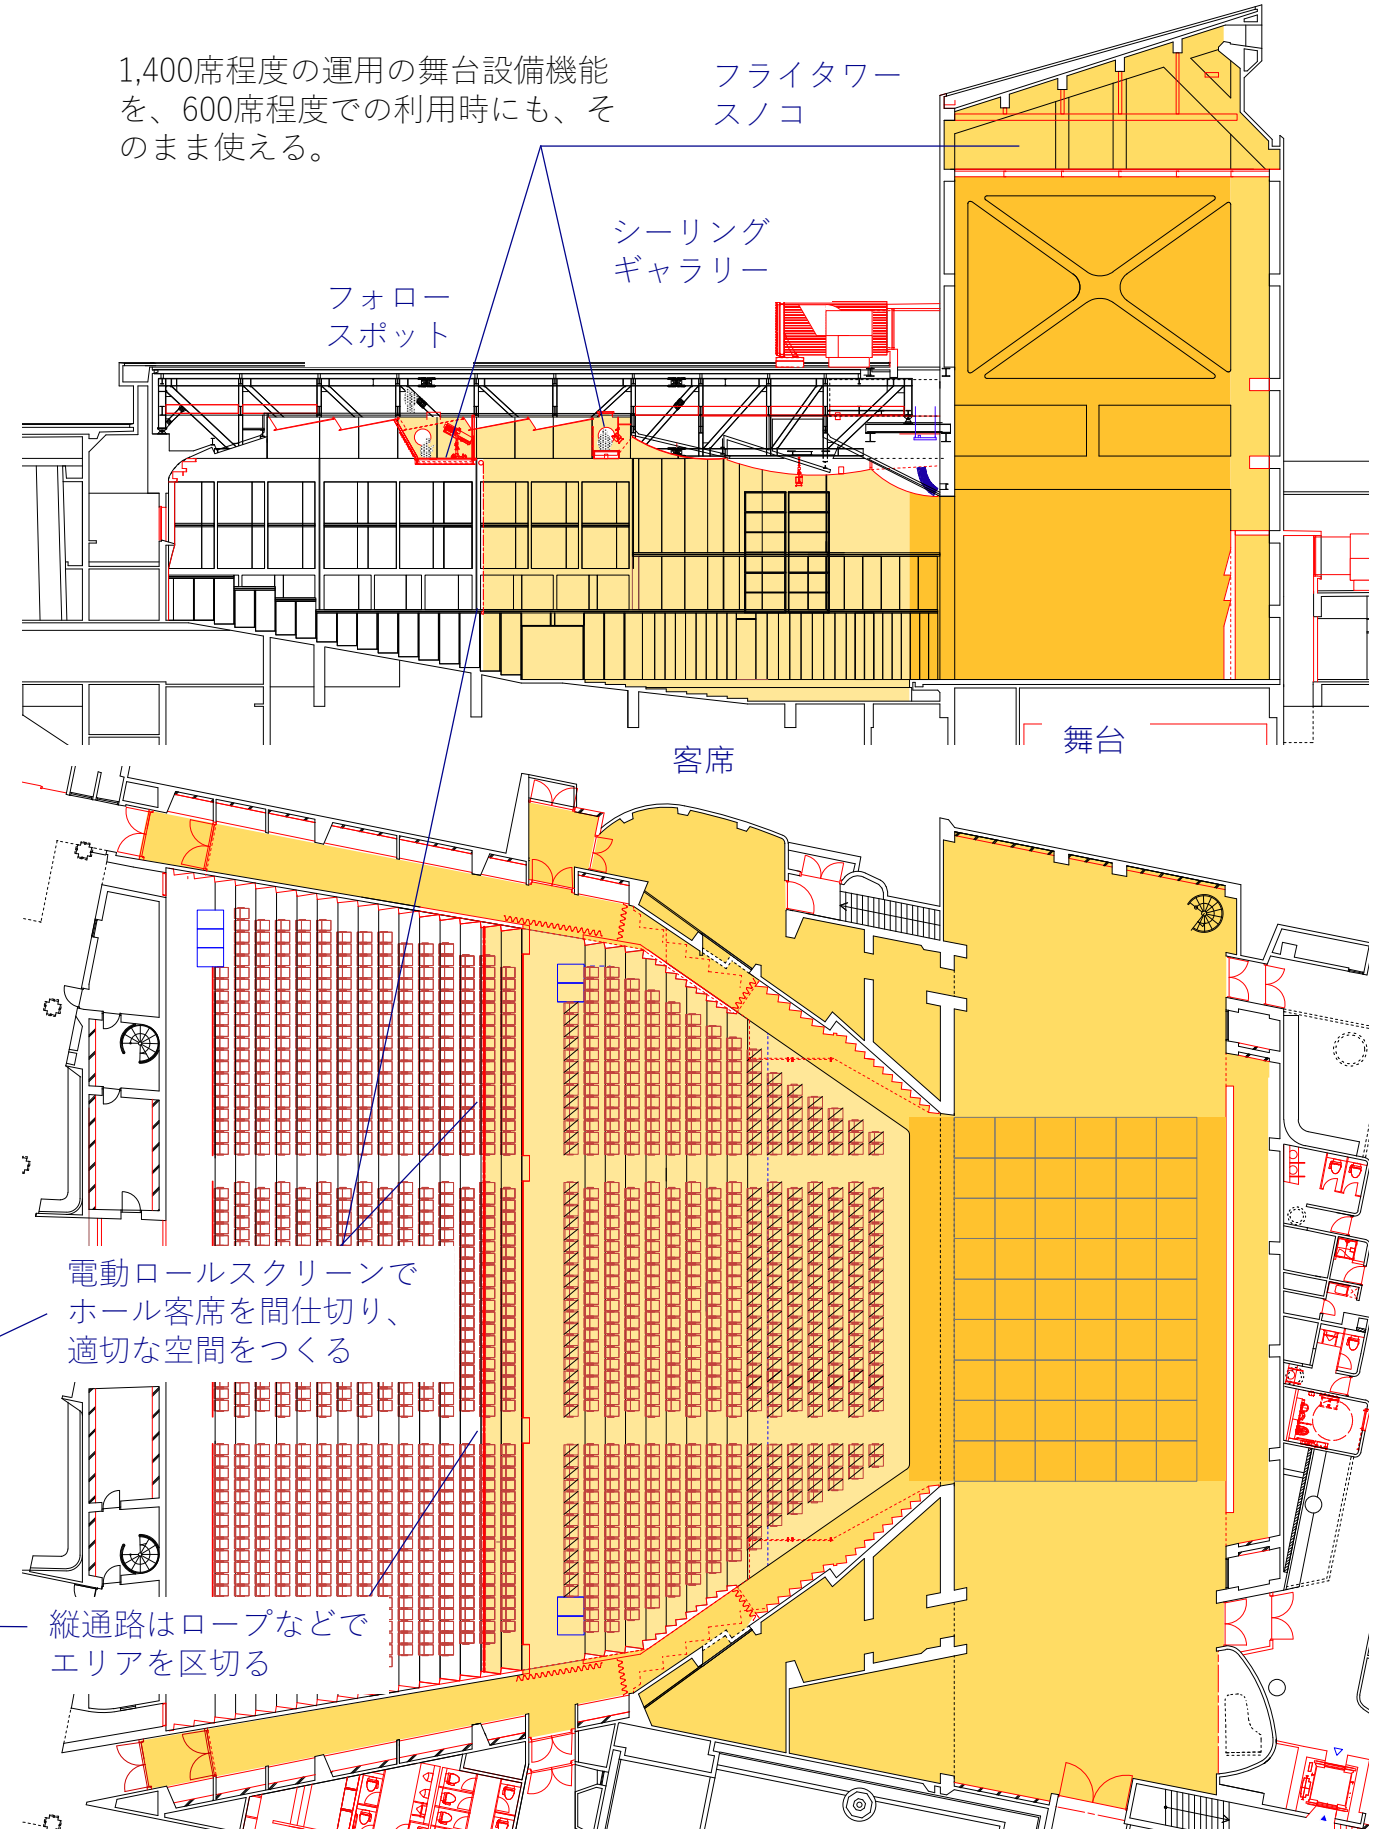 1,400席程度の運用の舞台設備機能
を、600席程度での利用時にも、そ
のまま使える。
フライタワー
スノコ
シーリング
ギャラリー
フォロー
スポット
舞台
客席
電動ロールスクリーンで
ホール客席を間仕切り、
適切な空間をつくる
縦通路はロープなどで
エリアを区切る